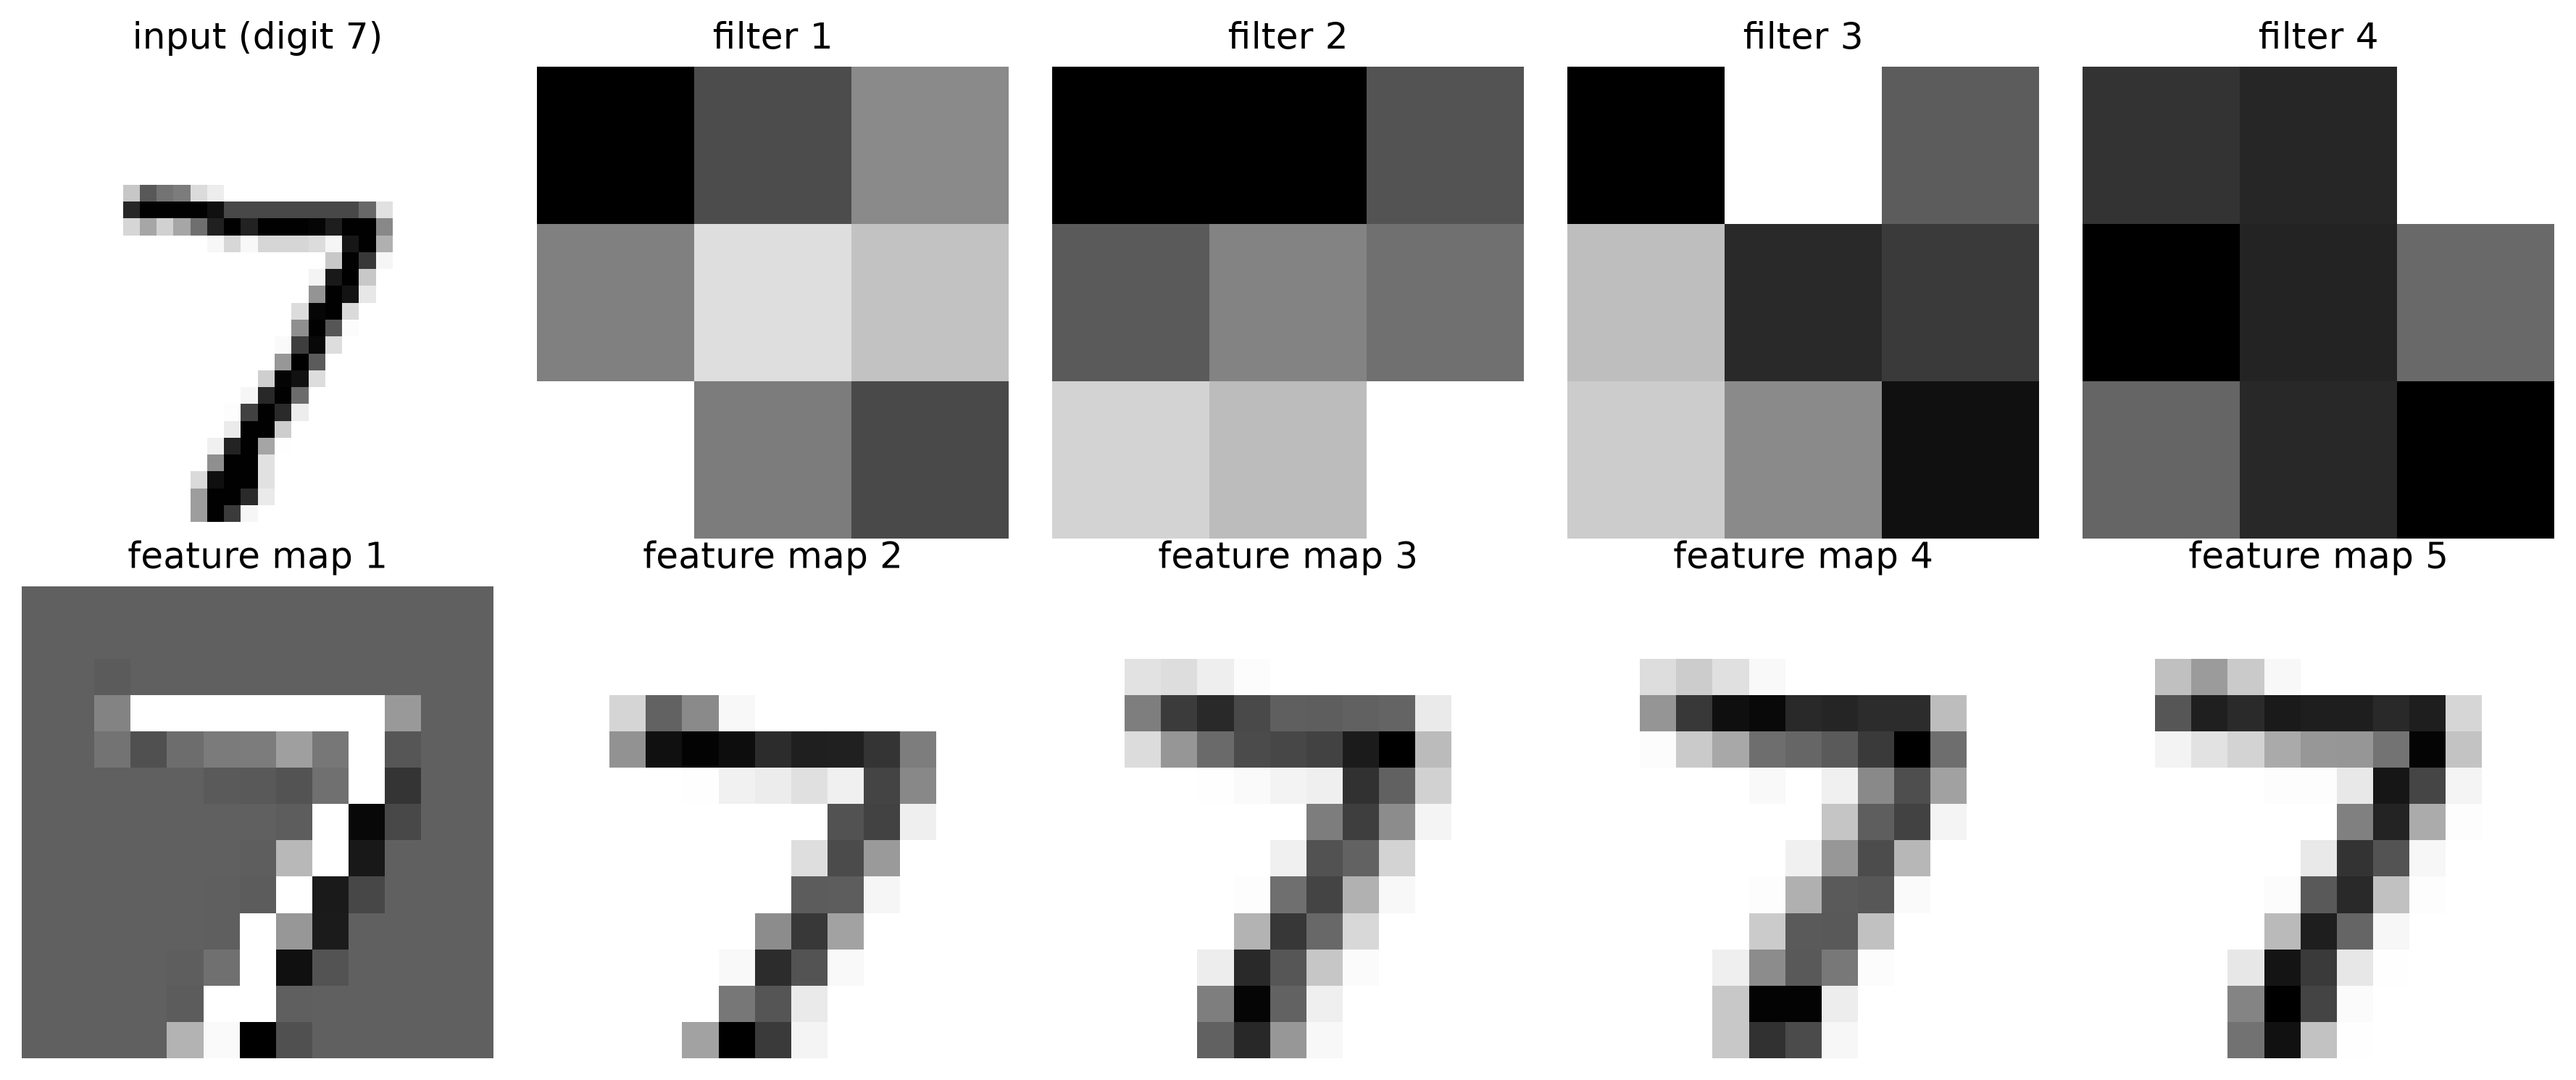 input (digit 7)
filter 1
filter 2
filter 3
filter 4
feature map 1
feature map 2
feature map 3
feature map 4
feature map 5